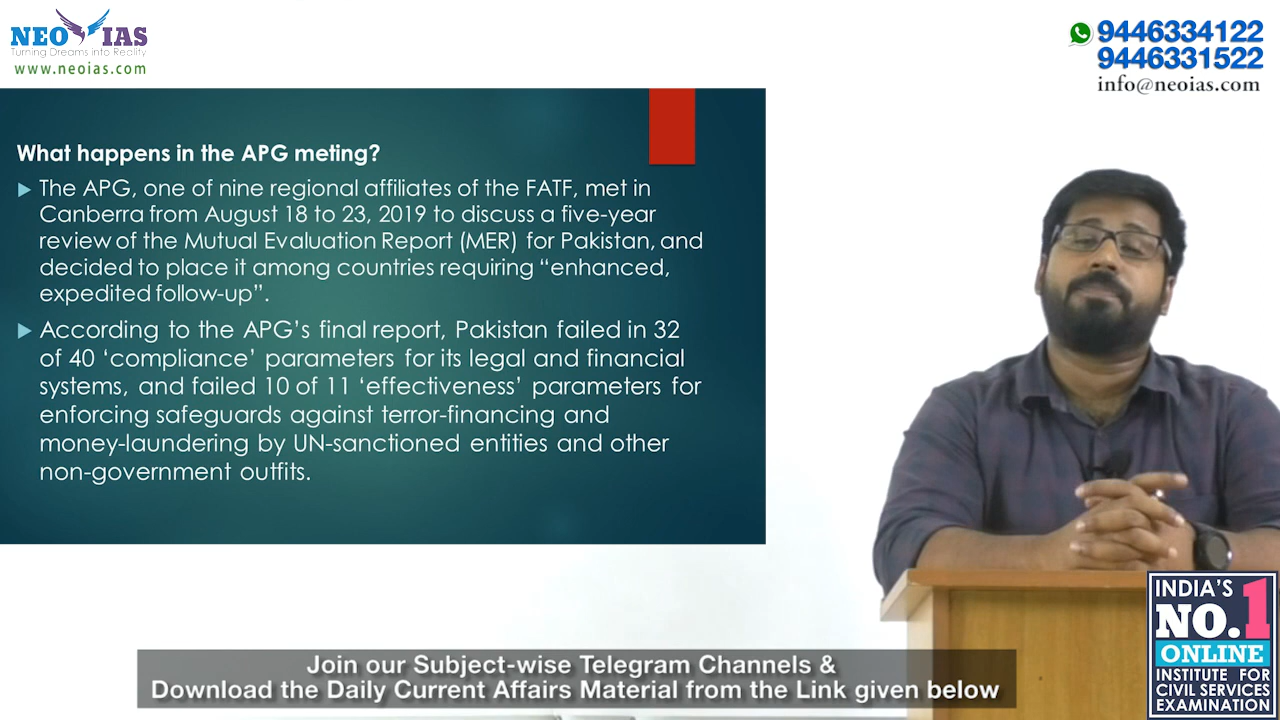 NEO IAS
Turning Dreams into Reality
www.neoias.com
9446334122
9446331522
info@neoias.com
What happens in the APG meting?
The APG, one of nine regional affiliates of the FATF, met in
Canberra from August 18 to 23, 2019 to discuss a five-year
review of the Mutual Evaluation Report (MER) for Pakistan, and
decided to place it among countries requiring “enhanced,
expedited follow-up”.
According to the APG’s final report, Pakistan failed in 32
of 40 ‘compliance’ parameters for its legal and financial
systems, and failed 10 of 11 ‘effectiveness’ parameters for
enforcing safeguards against terror-financing and
money-laundering by UN-sanctioned entities and other
non-government outfits.
INDIA’S
NO.1
ONLINE
INSTITUTE FOR
CIVIL SERVICES
EXAMINATION
Join our Subject-wise Telegram Channels &
Download the Daily Current Affairs Material from the Link given below